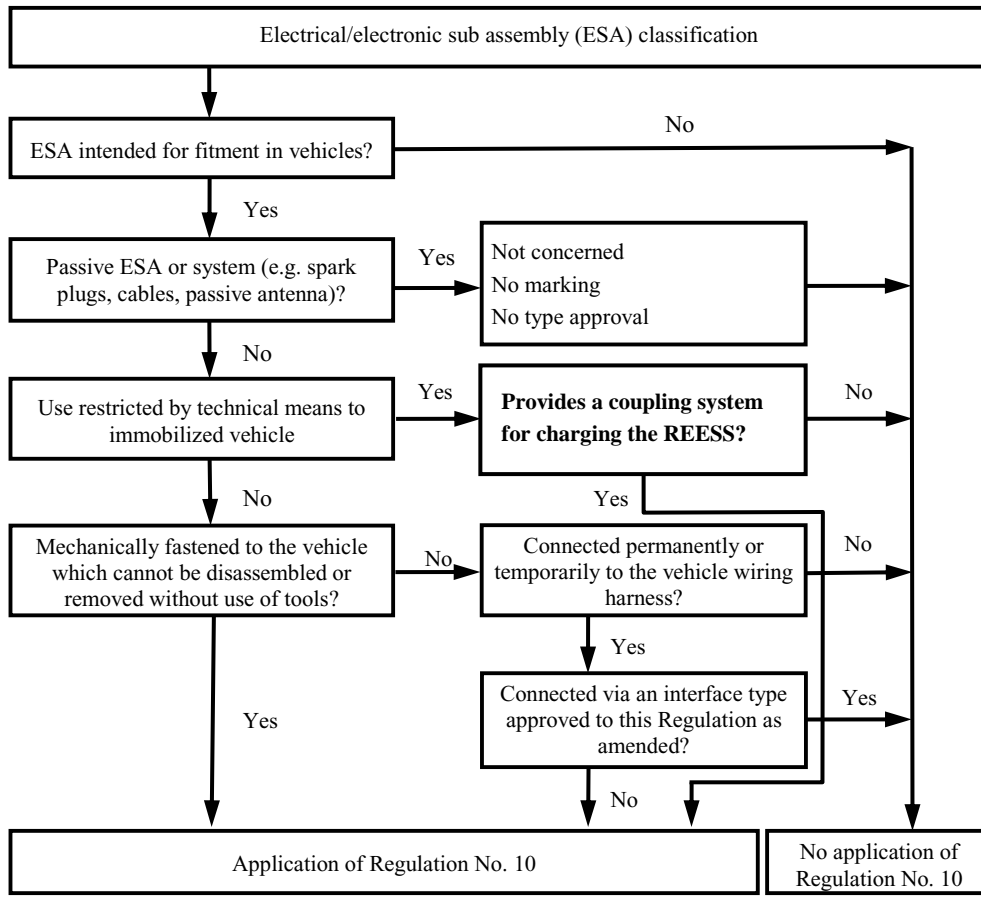 Electrical/electronic sub assembly (ESA) classification
No
ESA intended for fitment in vehicles?
Yes
Passive ESA or system (e.g. spark
plugs, cables, passive antenna)?
Yes
Not concerned
No marking
No type approval
No
Use restricted by technical means to
immobilized vehicle
Yes
Provides a coupling system
for charging the REESS?
No
Yes
No
Mechanically fastened to the vehicle
which cannot be disassembled or
removed without use of tools?
No
Connected permanently or
temporarily to the vehicle wiring
harness?
No
Yes
Yes
Connected via an interface type
approved to this Regulation as
amended?
Yes
No
Application of Regulation No. 10
No application of
Regulation No. 10